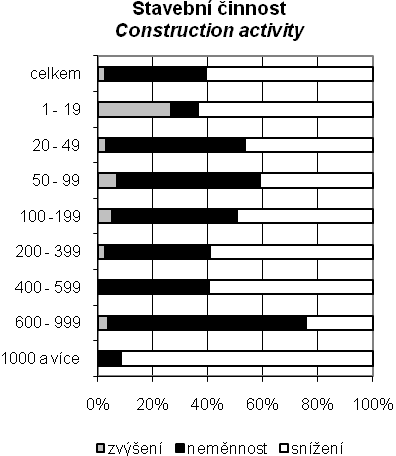 Stavební činnost
Construction activity
celkem
1 - 19
20 - 49
50 - 99
100 -199
200 - 399
400 - 599
600 - 999
1000 a více
0% 20% 40% 60% 80% 100%
zvýšení neměnnost snížení